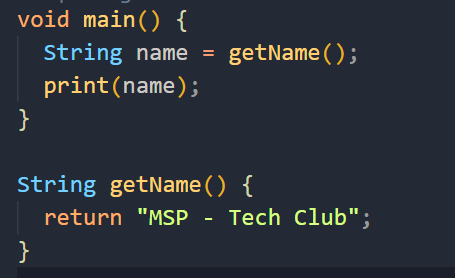 void main() {
  String name = getName();
  print(name);
}

String getName() {
  return "MSP - Tech Club";
}